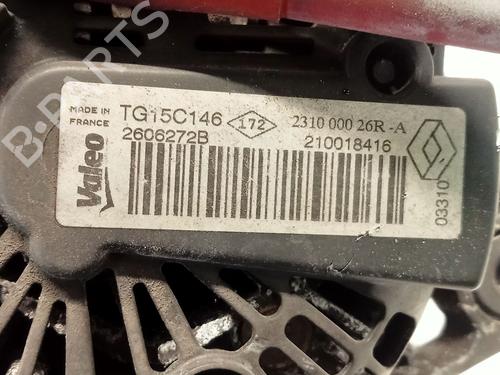 B-PARTS
MADE IN
FRANCE
TG15C146
172
2310 000 26R -A
2606272B
210018416
Valeo
03310